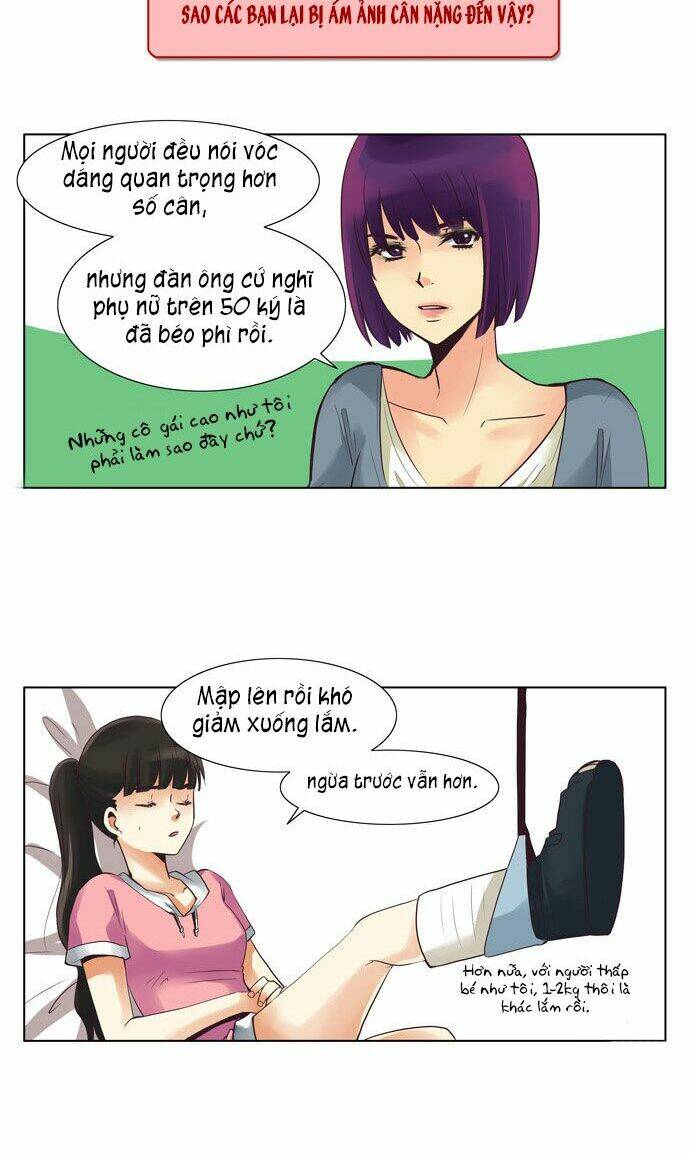 SAO CÁC BẠN LẠI BỊ ÁM ẢNH CÂN NẶNG ĐẾN VẬY?
Mọi người đều nói vóc
dáng quan trọng hơn
số cân,
nhưng đàn ông cứ nghĩ
phụ nữ trên 50 ký là
đã béo phì rồi.
Những cô gái cao như tôi
phải làm sao đây chứ?
Mập lên rồi khó
giảm xuống lắm.
ngừa trước vẫn hơn.
Hơn nữa, với người thấp
bé như tôi, 1-2kg thôi là
khác lắm rồi.